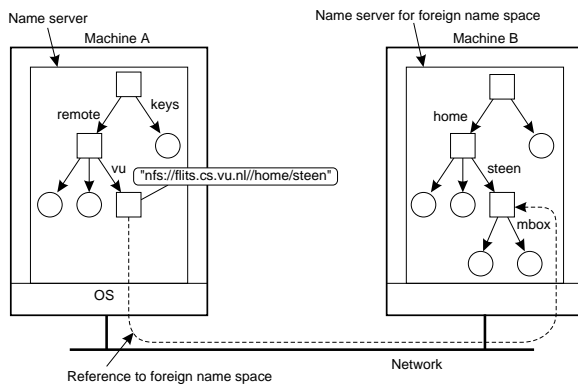 Name server
Name server for foreign name space
Machine A
Machine B
keys
remote
home
vu
steen
"nfs://flits.cs.vu.nl//home/steen"
mbox
OS
Network
Reference to foreign name space